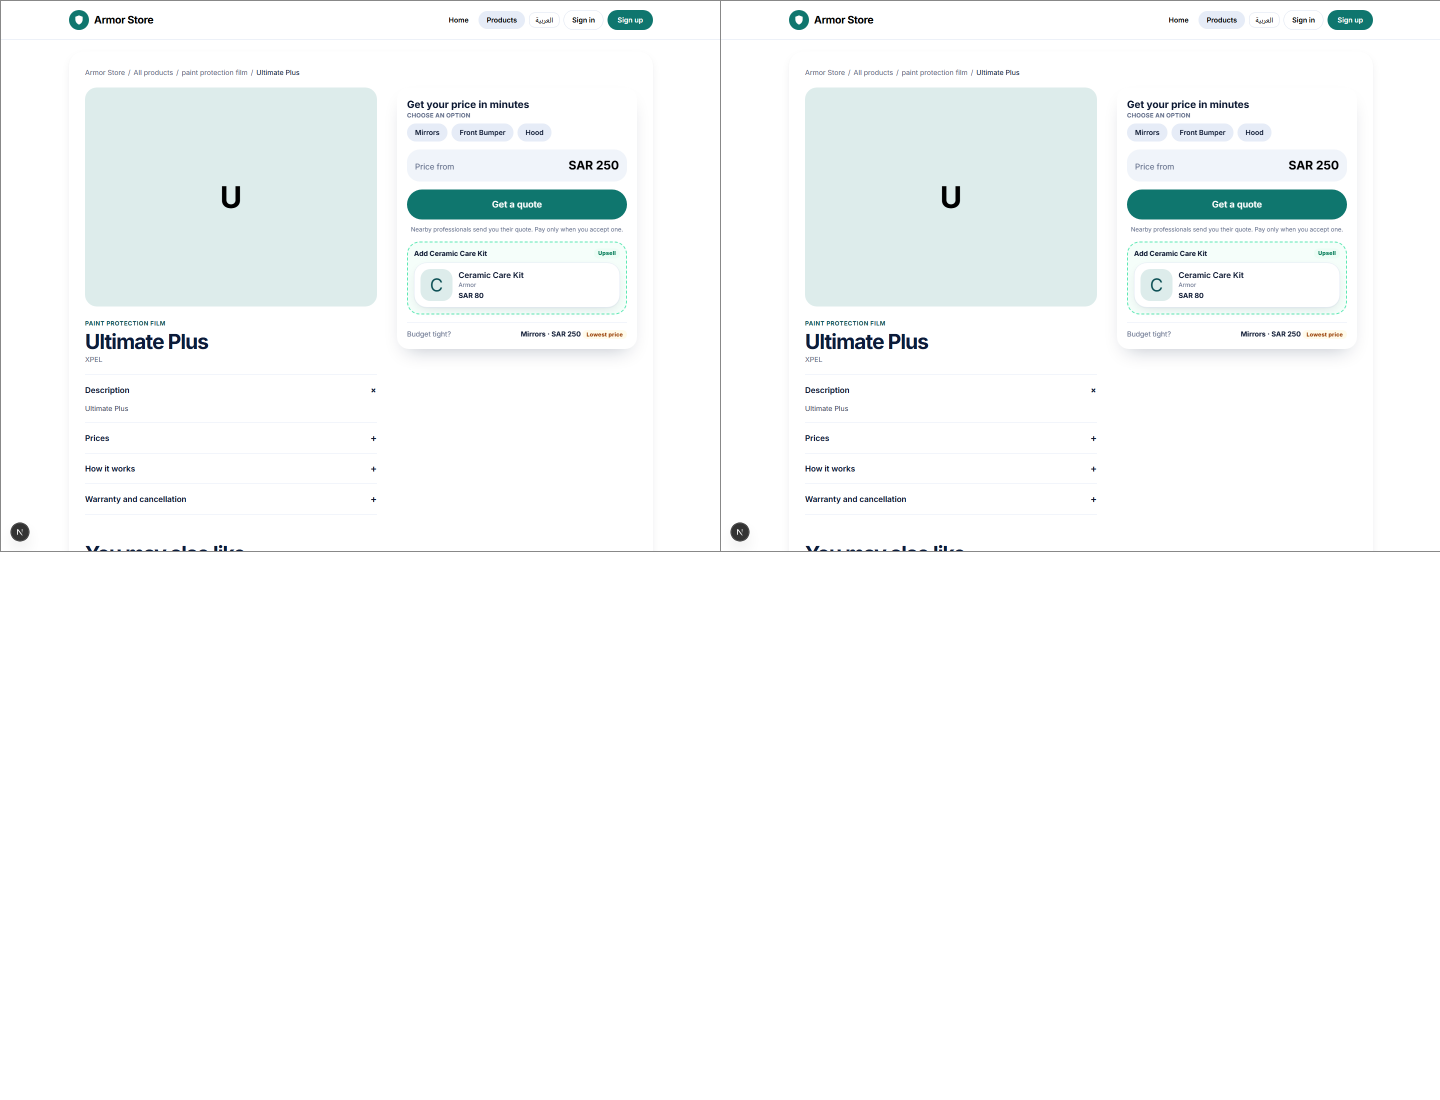 Armor Store
Home Products العربية Sign in Sign up
Armor Store / All products / paint protection film / Ultimate Plus
U
PAINT PROTECTION FILM
Ultimate Plus
XPEL
Description ×
Ultimate Plus
Prices +
How it works +
Warranty and cancellation +
You may also like
Get your price in minutes
CHOOSE AN OPTION
Mirrors Front Bumper Hood
Price from SAR 250
Get a quote
Nearby professionals send you their quote. Pay only when you accept one.
Add Ceramic Care Kit Upsell
C
Ceramic Care Kit
Armor
SAR 80
Budget tight? Mirrors · SAR 250 Lowest price
N
Armor Store
Home Products العربية Sign in Sign up
Armor Store / All products / paint protection film / Ultimate Plus
U
PAINT PROTECTION FILM
Ultimate Plus
XPEL
Description ×
Ultimate Plus
Prices +
How it works +
Warranty and cancellation +
You may also like
Get your price in minutes
CHOOSE AN OPTION
Mirrors Front Bumper Hood
Price from SAR 250
Get a quote
Nearby professionals send you their quote. Pay only when you accept one.
Add Ceramic Care Kit Upsell
C
Ceramic Care Kit
Armor
SAR 80
Budget tight? Mirrors · SAR 250 Lowest price
N